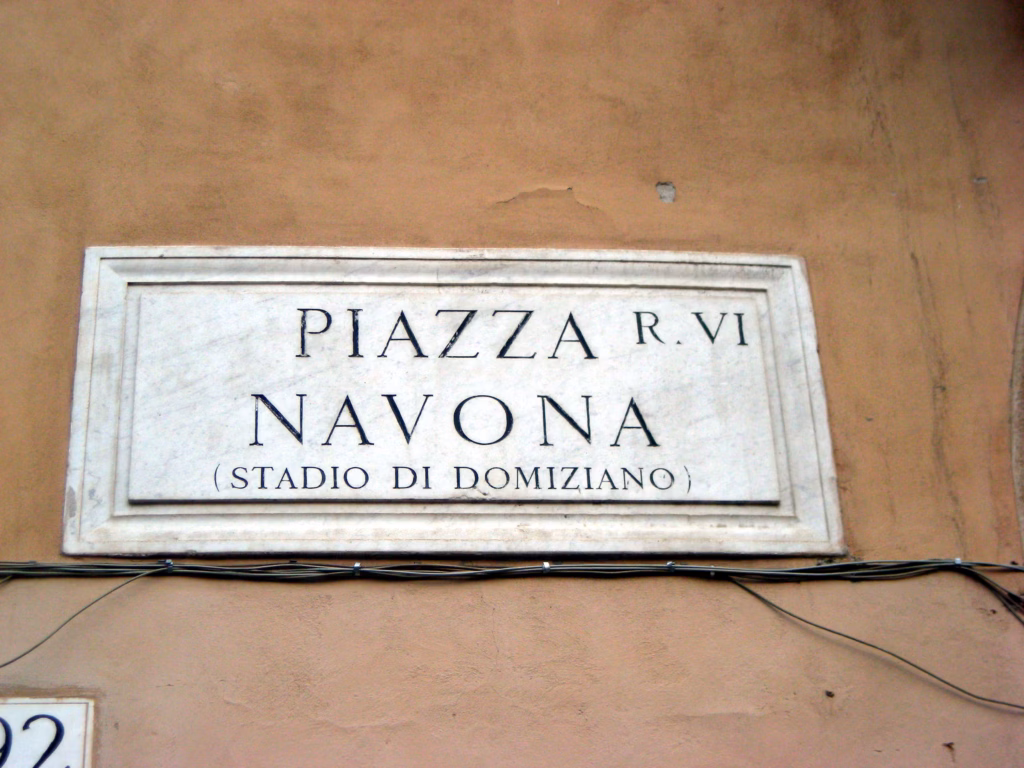 PIAZZA R. VI
NAVONA
(STADIO DI DOMIZIANO)
92